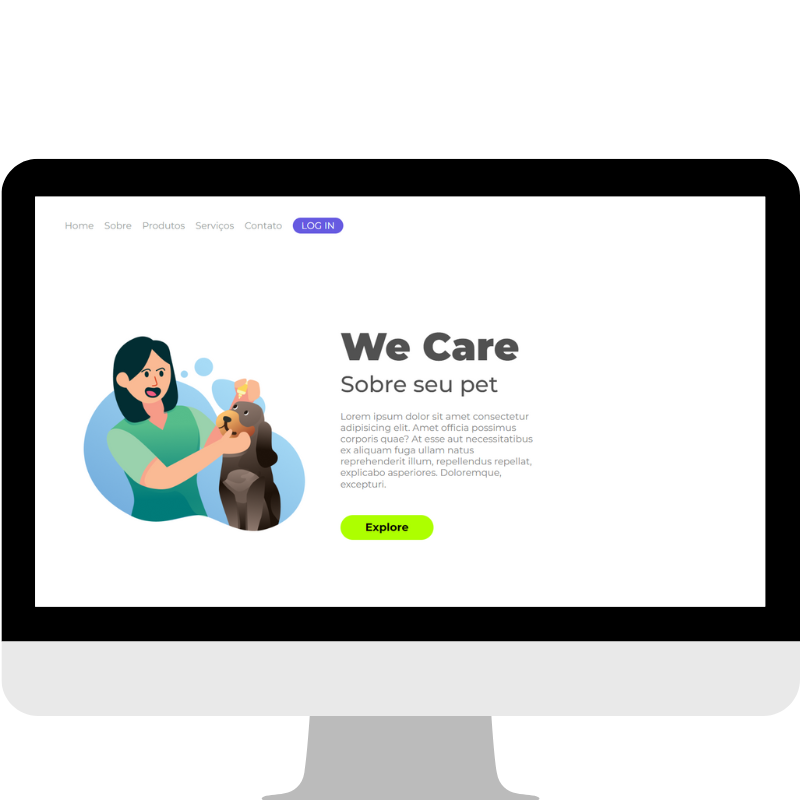 Home Sobre Produtos Serviços Contato LOG IN
We Care
Sobre seu pet
Lorem ipsum dolor sit amet consectetur
adipisicing elit. Amet officia possimus
corporis quae? At esse aut necessitatibus
ex aliquam fuga ullam natus
reprehenderit illum, repellendus repellat,
explicabo asperiores. Doloremque,
excepturi.
Explore